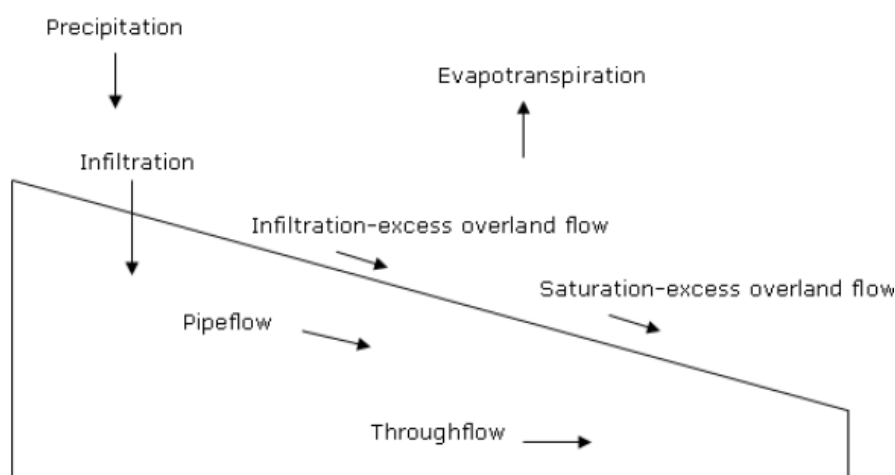 Precipitation
Evapotranspiration
Infiltration
Infiltration-excess overland flow
Saturation-excess overland flow
Pipeflow
Throughflow